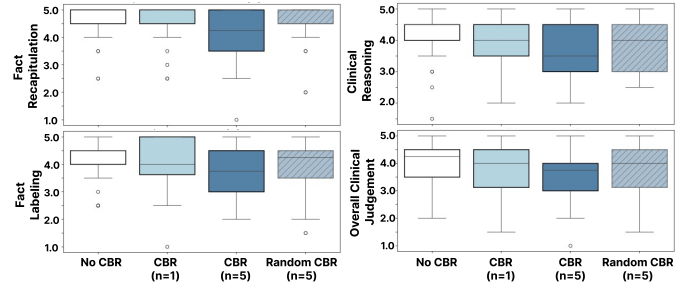 Fact
Recapitulation
5.0
4.0
3.0
2.0
1.0
Clinical
Reasoning
5.0
4.0
3.0
2.0
Fact
Labeling
5.0
4.0
3.0
2.0
1.0
Overall Clinical
Judgement
5.0
4.0
3.0
2.0
1.0
No CBR
CBR
(n=1)
CBR
(n=5)
Random CBR
(n=5)
No CBR
CBR
(n=1)
CBR
(n=5)
Random CBR
(n=5)